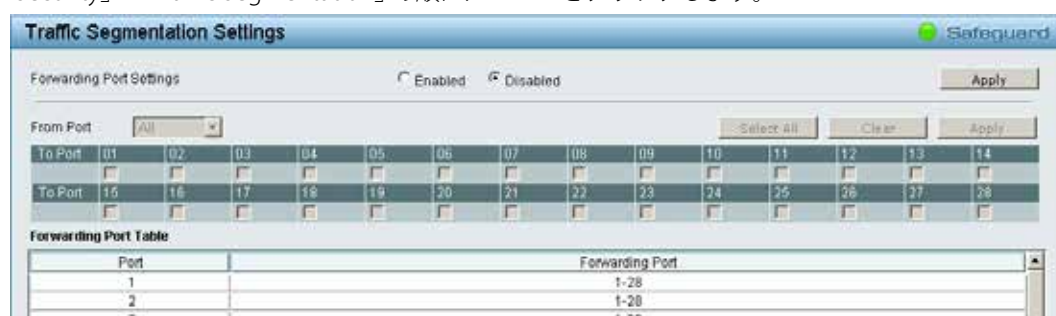 Traffic Segmentation Settings
Safeguard
Forwarding Port Settings Enabled Disabled Apply
From Port All Select All Clear Apply
To Port 01 02 03 04 05 06 07 08 09 10 11 12 13 14
To Port 15 16 17 18 19 20 21 22 23 24 25 26 27 28
Forwarding Port Table
Port Forwarding Port
1 1-28
2 1-28